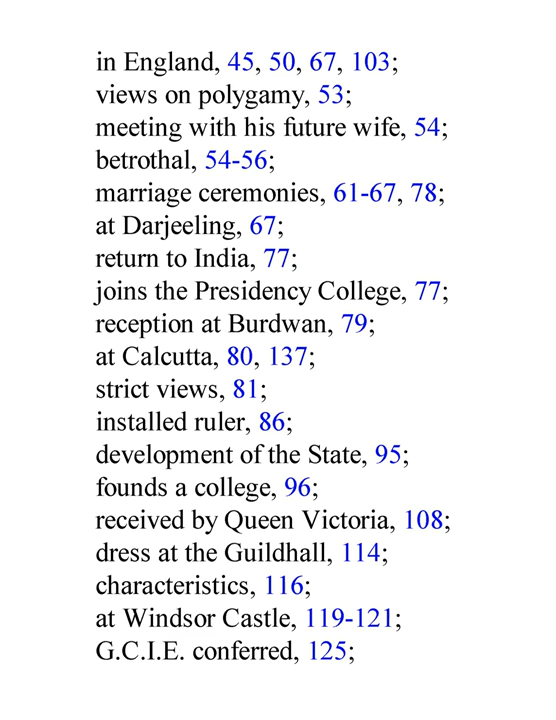 in England, 45, 50, 67, 103;
views on polygamy, 53;
meeting with his future wife, 54;
betrothal, 54-56;
marriage ceremonies, 61-67, 78;
at Darjeeling, 67;
return to India, 77;
joins the Presidency College, 77;
reception at Burdwan, 79;
at Calcutta, 80, 137;
strict views, 81;
installed ruler, 86;
development of the State, 95;
founds a college, 96;
received by Queen Victoria, 108;
dress at the Guildhall, 114;
characteristics, 116;
at Windsor Castle, 119-121;
G.C.I.E. conferred, 125;